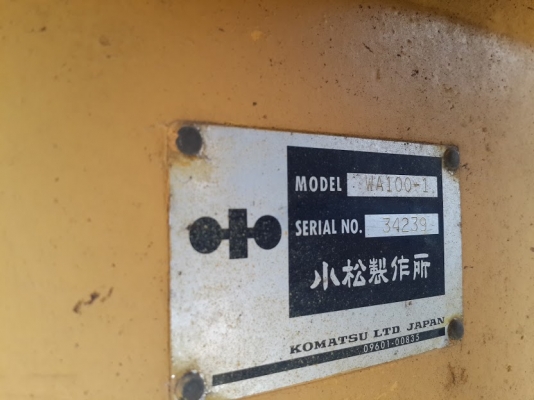 MODEL WA100-1
SERIAL NO. 34239
小松製作所
KOMATSU LTD JAPAN
09601-00835